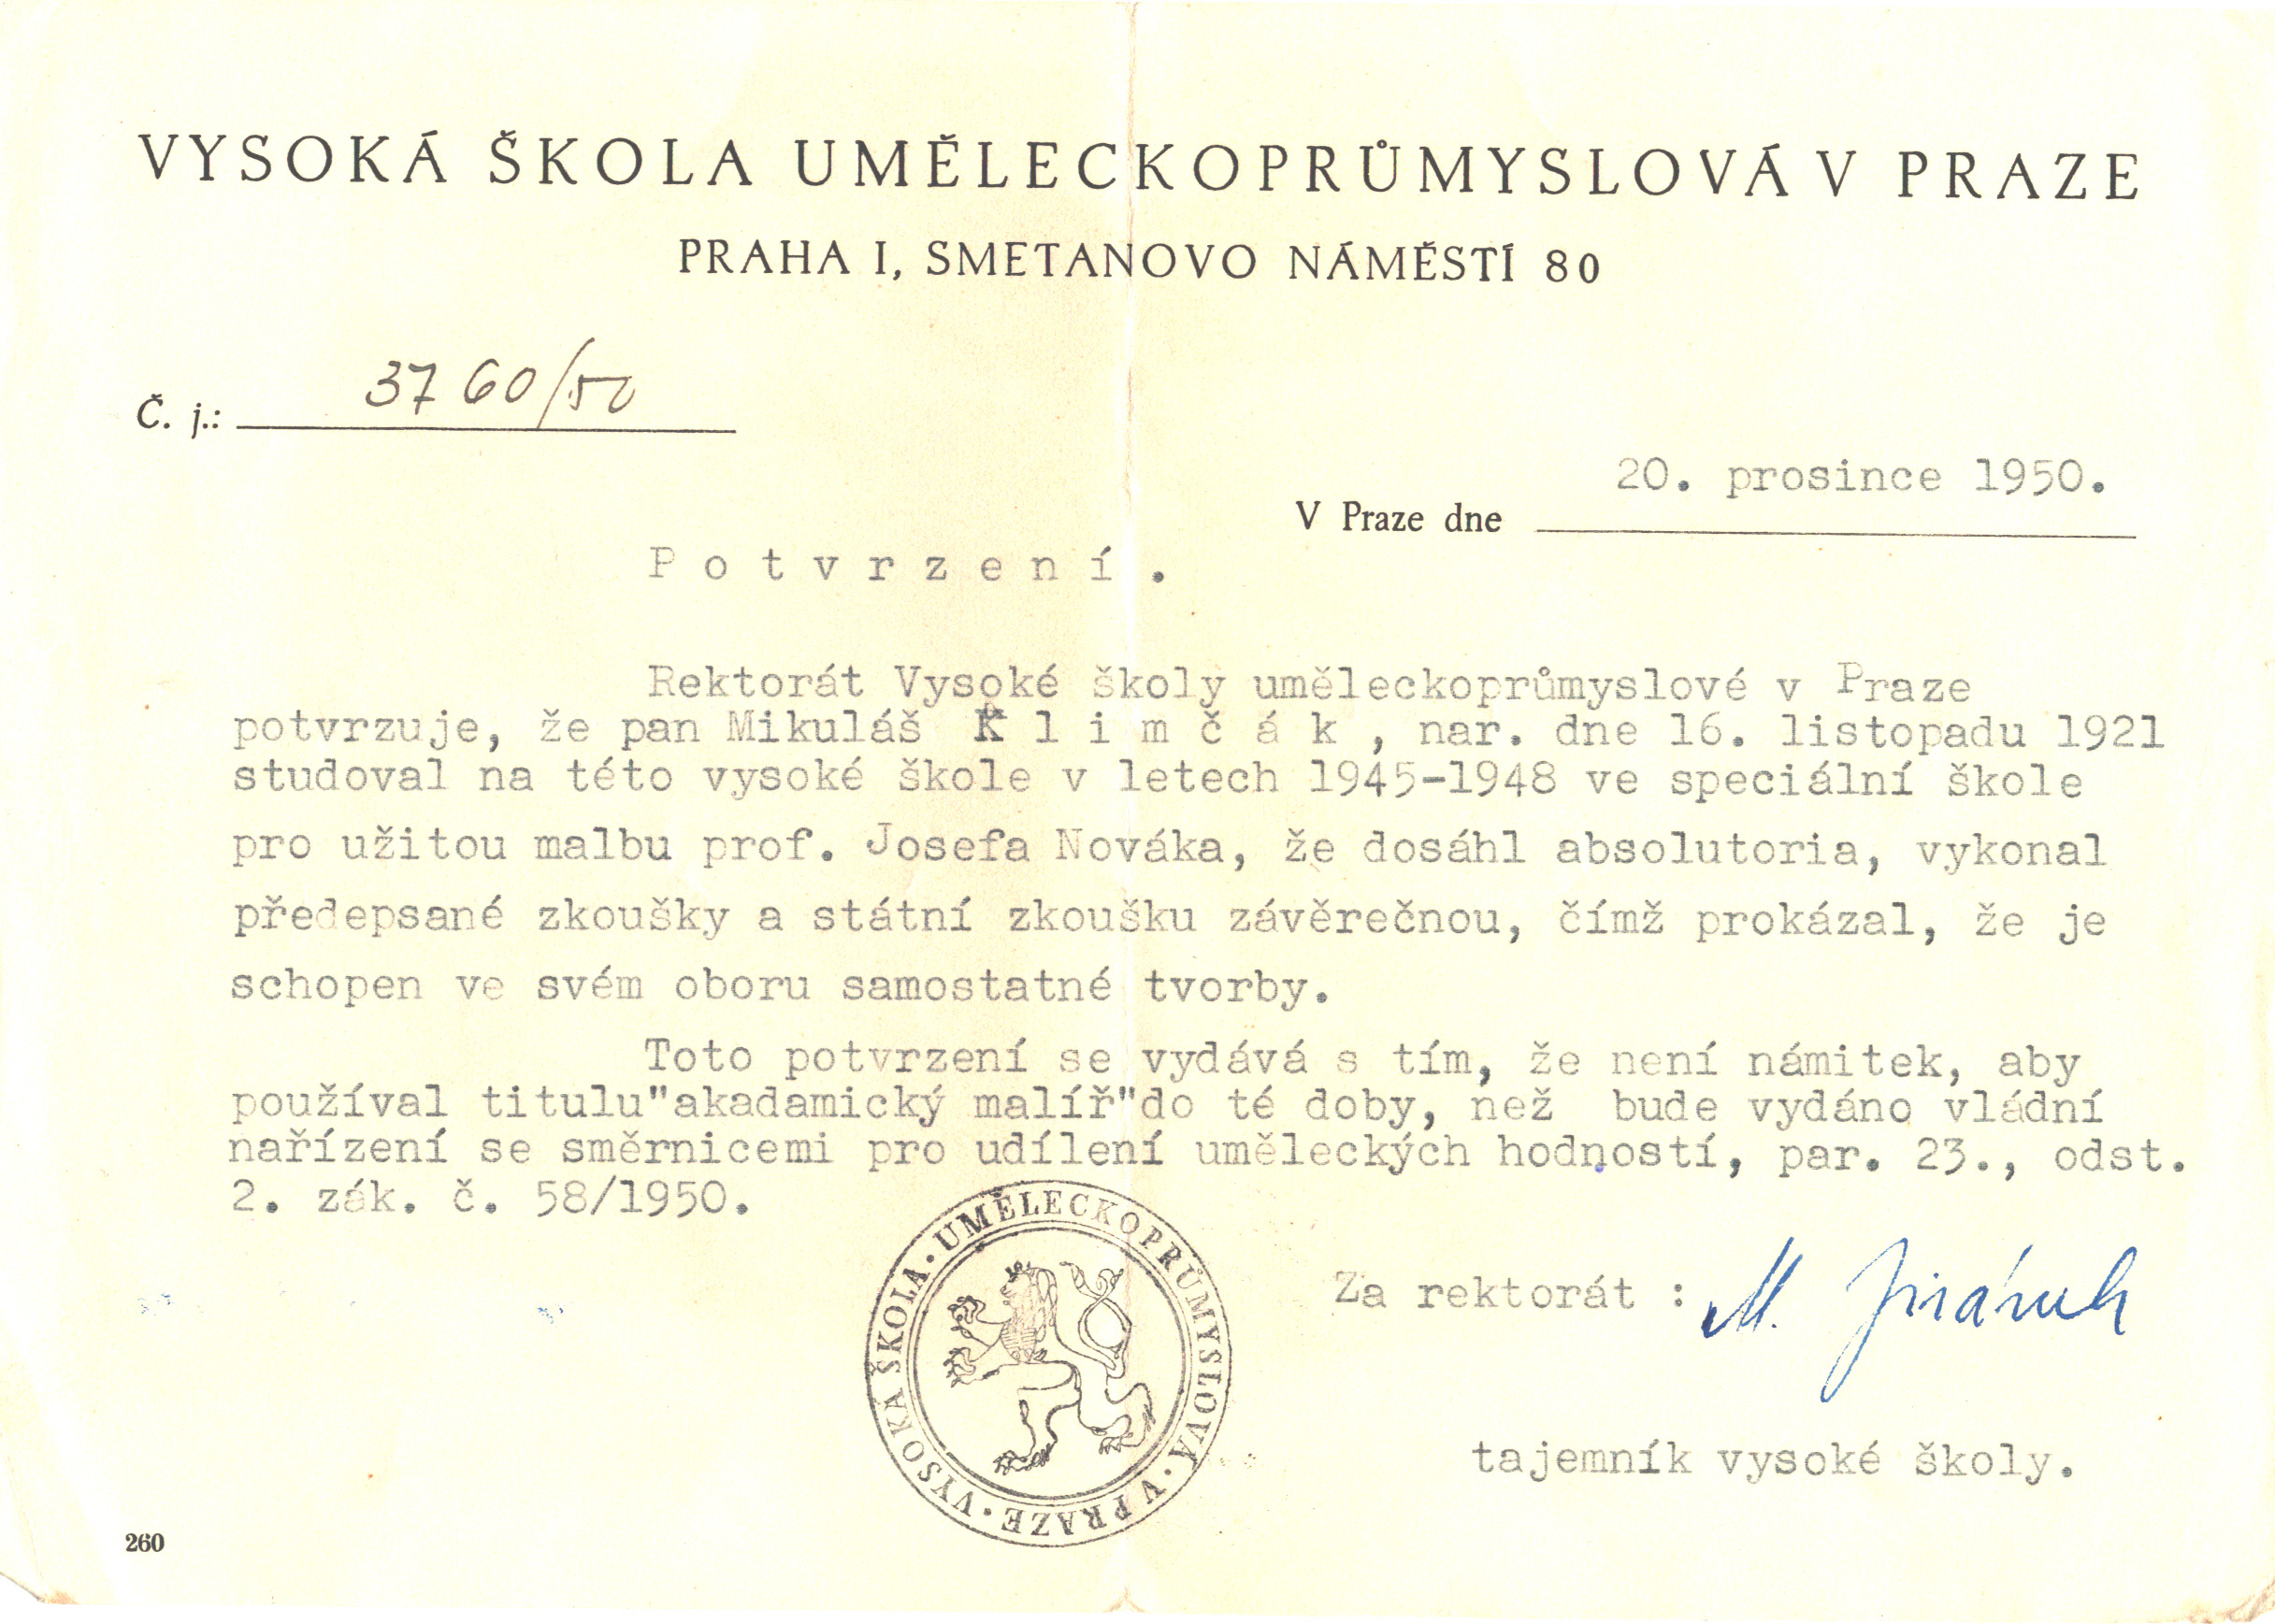 VYSOKÁ ŠKOLA UMĚLECKOPRŮMYSLOVÁ V PRAZE
PRAHA I, SMETANOVO NÁMĚSTÍ 80
Č. j.: 3760/50
20. prosince 1950.
V Praze dne
Potvrzení.
Rektorát Vysoké školy uměleckoprůmyslové v Praze
potvrzuje, že pan Mikuláš K l i m č á k , nar. dne 16. listopadu 1921
studoval na této vysoké škole v letech 1945-1948 ve speciální škole
pro užitou malbu prof. Josefa Nováka, že dosáhl absolutoria, vykonal
předepsané zkoušky a státní zkoušku závěrečnou, čímž prokázal, že je
schopen ve svém oboru samostatné tvorby.
Toto potvrzení se vydává s tím, že není námitek, aby
používal titulu"akadamický malíř"do té doby, než bude vydáno vládní
nařízení se směrnicemi pro udílení uměleckých hodností, par. 23., odst.
2. zák. č. 58/1950.
VYSOKÁ ŠKOLA · UMĚLECKOPRŮMYSLOVÁ · V PRAZE ·
Za rektorát : M.
tajemník vysoké školy.
260